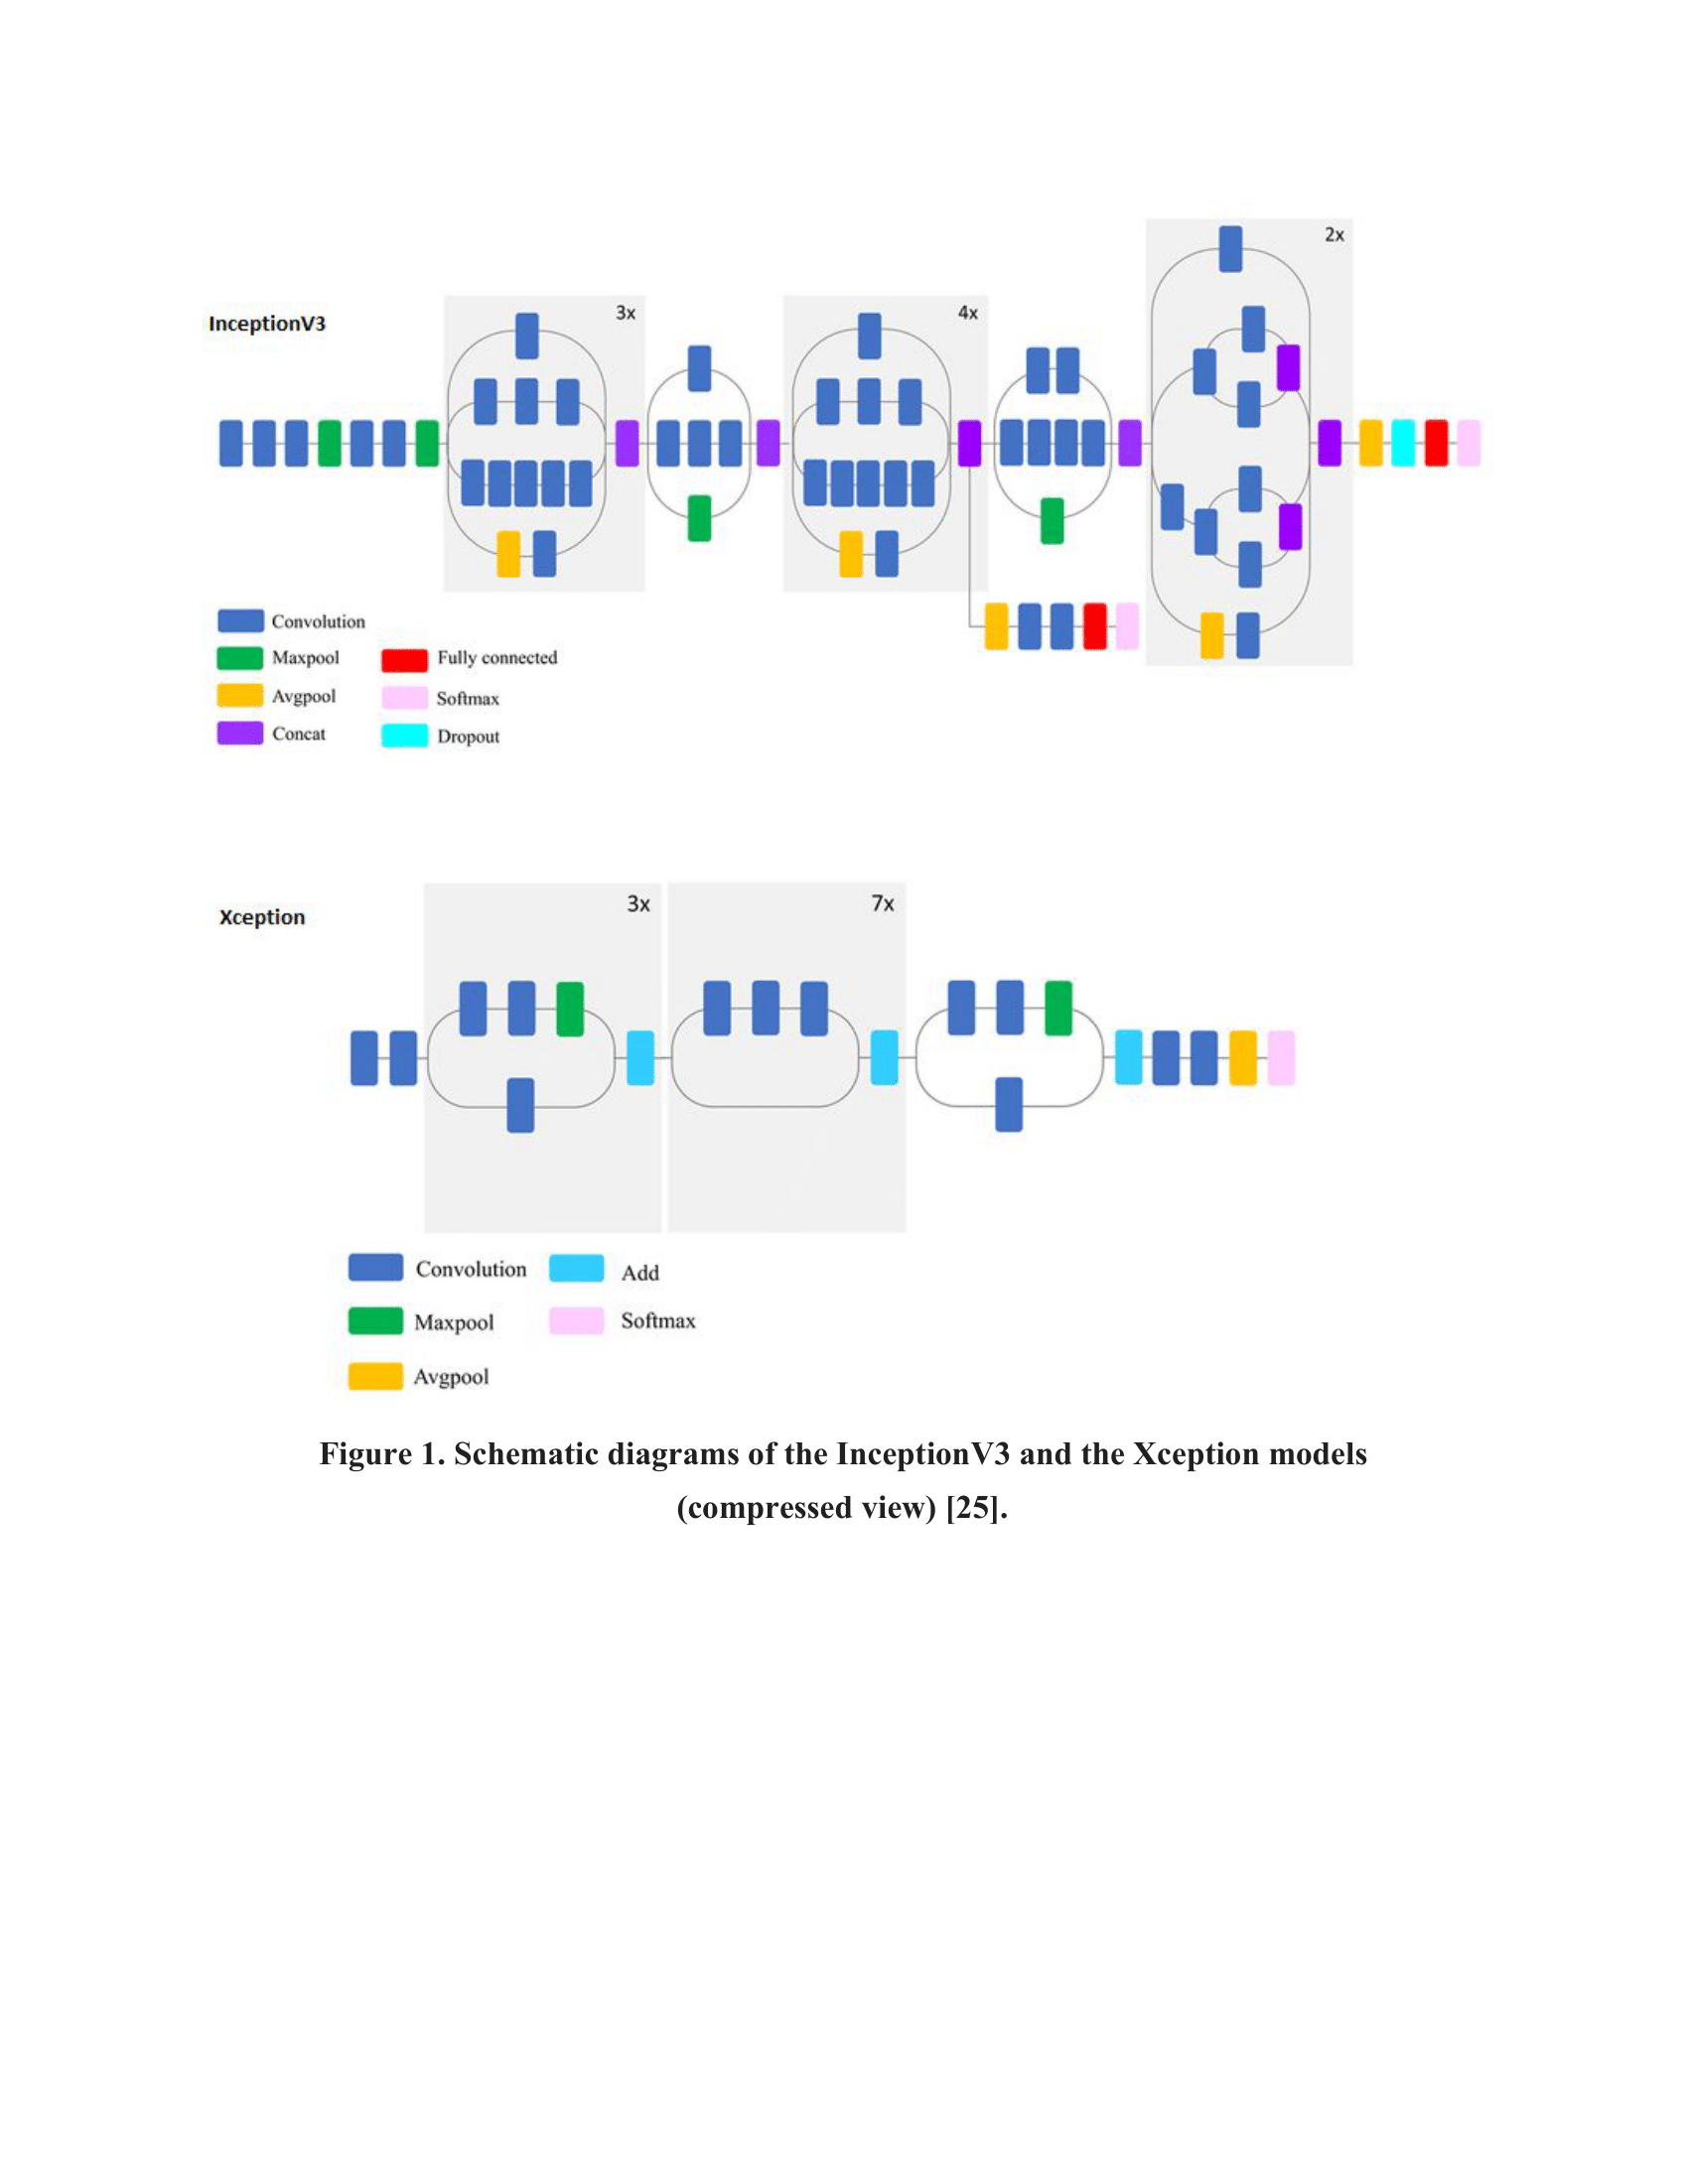 2x
3x
4x
InceptionV3
Convolution
Maxpool
Fully connected
Avgpool
Softmax
Concat
Dropout
3x
7x
Xception
Convolution
Add
Maxpool
Softmax
Avgpool
Figure 1. Schematic diagrams of the InceptionV3 and the Xception models
(compressed view) [25].